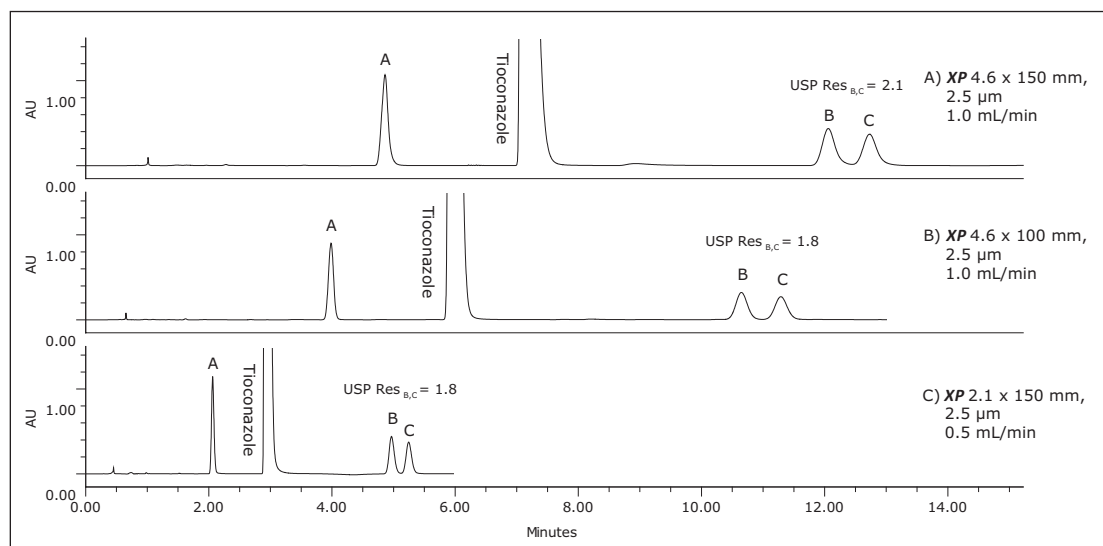 A
Tioconazole
USP Res B,C = 2.1
B
C
A) XP 4.6 x 150 mm,
2.5 µm
1.0 mL/min
AU
1.00
0.00
A
Tioconazole
USP Res B,C = 1.8
B
C
B) XP 4.6 x 100 mm,
2.5 µm
1.0 mL/min
AU
1.00
0.00
A
Tioconazole
USP Res B,C = 1.8
B
C
C) XP 2.1 x 150 mm,
2.5 µm
0.5 mL/min
AU
1.00
0.00
0.00 2.00 4.00 6.00 8.00 10.00 12.00 14.00
Minutes